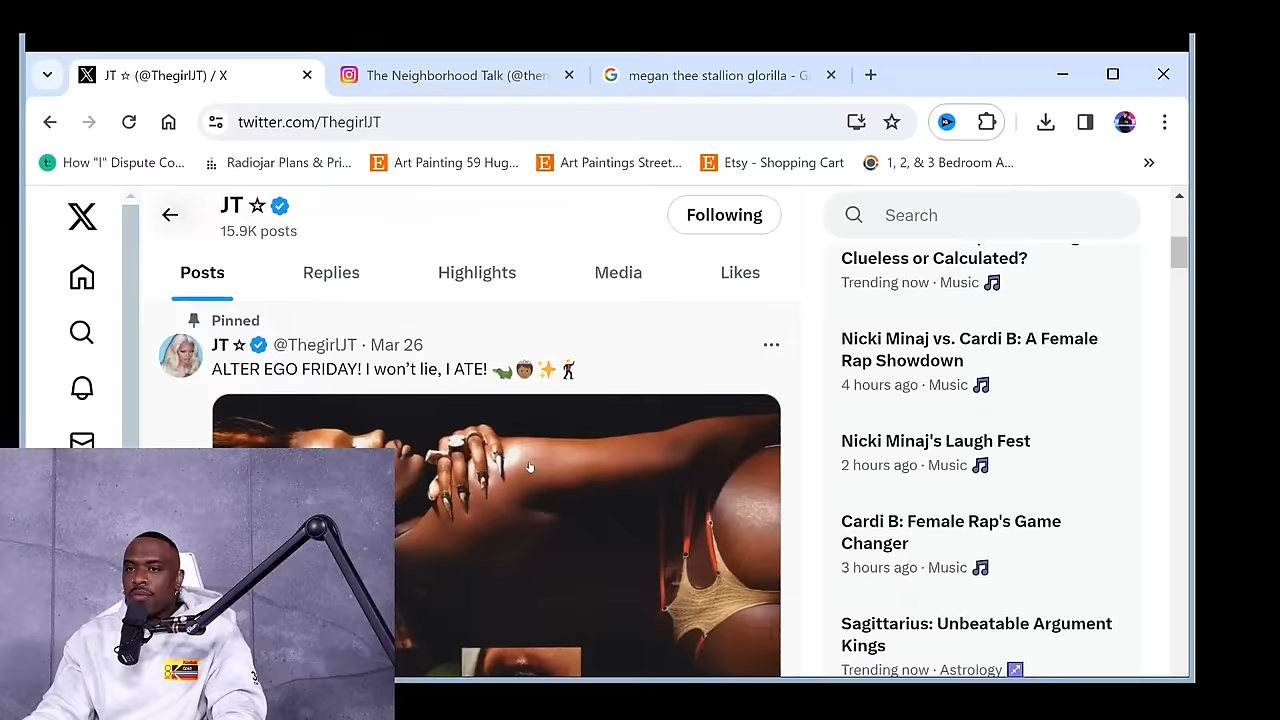 JT ☆ (@ThegirlJT) / X
The Neighborhood Talk (@then
megan thee stallion glorilla - G
twitter.com/ThegirlJT
How "I" Dispute Co...
Radiojar Plans & Pri...
Art Painting 59 Hug...
Art Paintings Street...
Etsy - Shopping Cart
1, 2, & 3 Bedroom A...
JT ☆
15.9K posts
Following
Search
Posts
Replies
Highlights
Media
Likes
Pinned
JT ☆ @ThegirlJT · Mar 26
ALTER EGO FRIDAY! I won't lie, I ATE! 🐊👩🏾‍🦲✨🕺
Clueless or Calculated?
Trending now · Music
Nicki Minaj vs. Cardi B: A Female
Rap Showdown
4 hours ago · Music
Nicki Minaj's Laugh Fest
2 hours ago · Music
Cardi B: Female Rap's Game
Changer
3 hours ago · Music
Sagittarius: Unbeatable Argument
Kings
Trending now · Astrology
Kodak